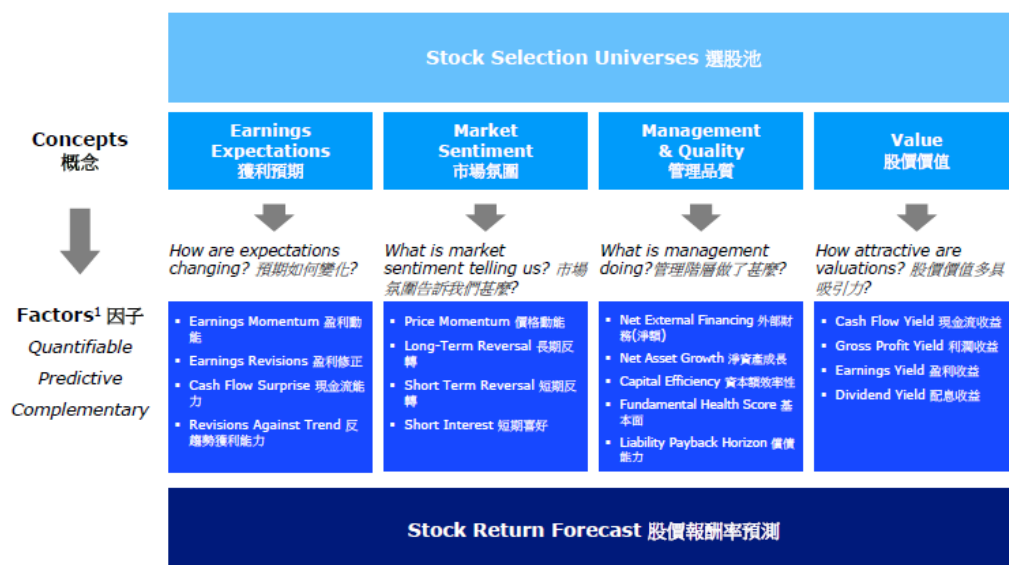 Stock Selection Universes 選股池
Concepts
概念
Earnings
Expectations
獲利預期
Market
Sentiment
市場氛圍
Management
& Quality
管理品質
Value
股價價值
How are expectations
changing? 預期如何變化?
What is market
sentiment telling us? 市場
氛圍告訴我們甚麼?
What is management
doing?管理階層做了甚麼?
How attractive are
valuations? 股價價值多具
吸引力?
Factors¹ 因子
Quantifiable
Predictive
Complementary
▪ Earnings Momentum 盈利動
能
▪ Earnings Revisions 盈利修正
▪ Cash Flow Surprise 現金流能
力
▪ Revisions Against Trend 反
趨勢獲利能力
▪ Price Momentum 價格動能
▪ Long-Term Reversal 長期反
轉
▪ Short Term Reversal 短期反
轉
▪ Short Interest 短期喜好
▪ Net External Financing 外部財
務(淨額)
▪ Net Asset Growth 淨資產成長
▪ Capital Efficiency 資本額效率性
▪ Fundamental Health Score 基
本面
▪ Liability Payback Horizon 償債
能力
▪ Cash Flow Yield 現金流收益
▪ Gross Profit Yield 利潤收益
▪ Earnings Yield 盈利收益
▪ Dividend Yield 配息收益
Stock Return Forecast 股價報酬率預測